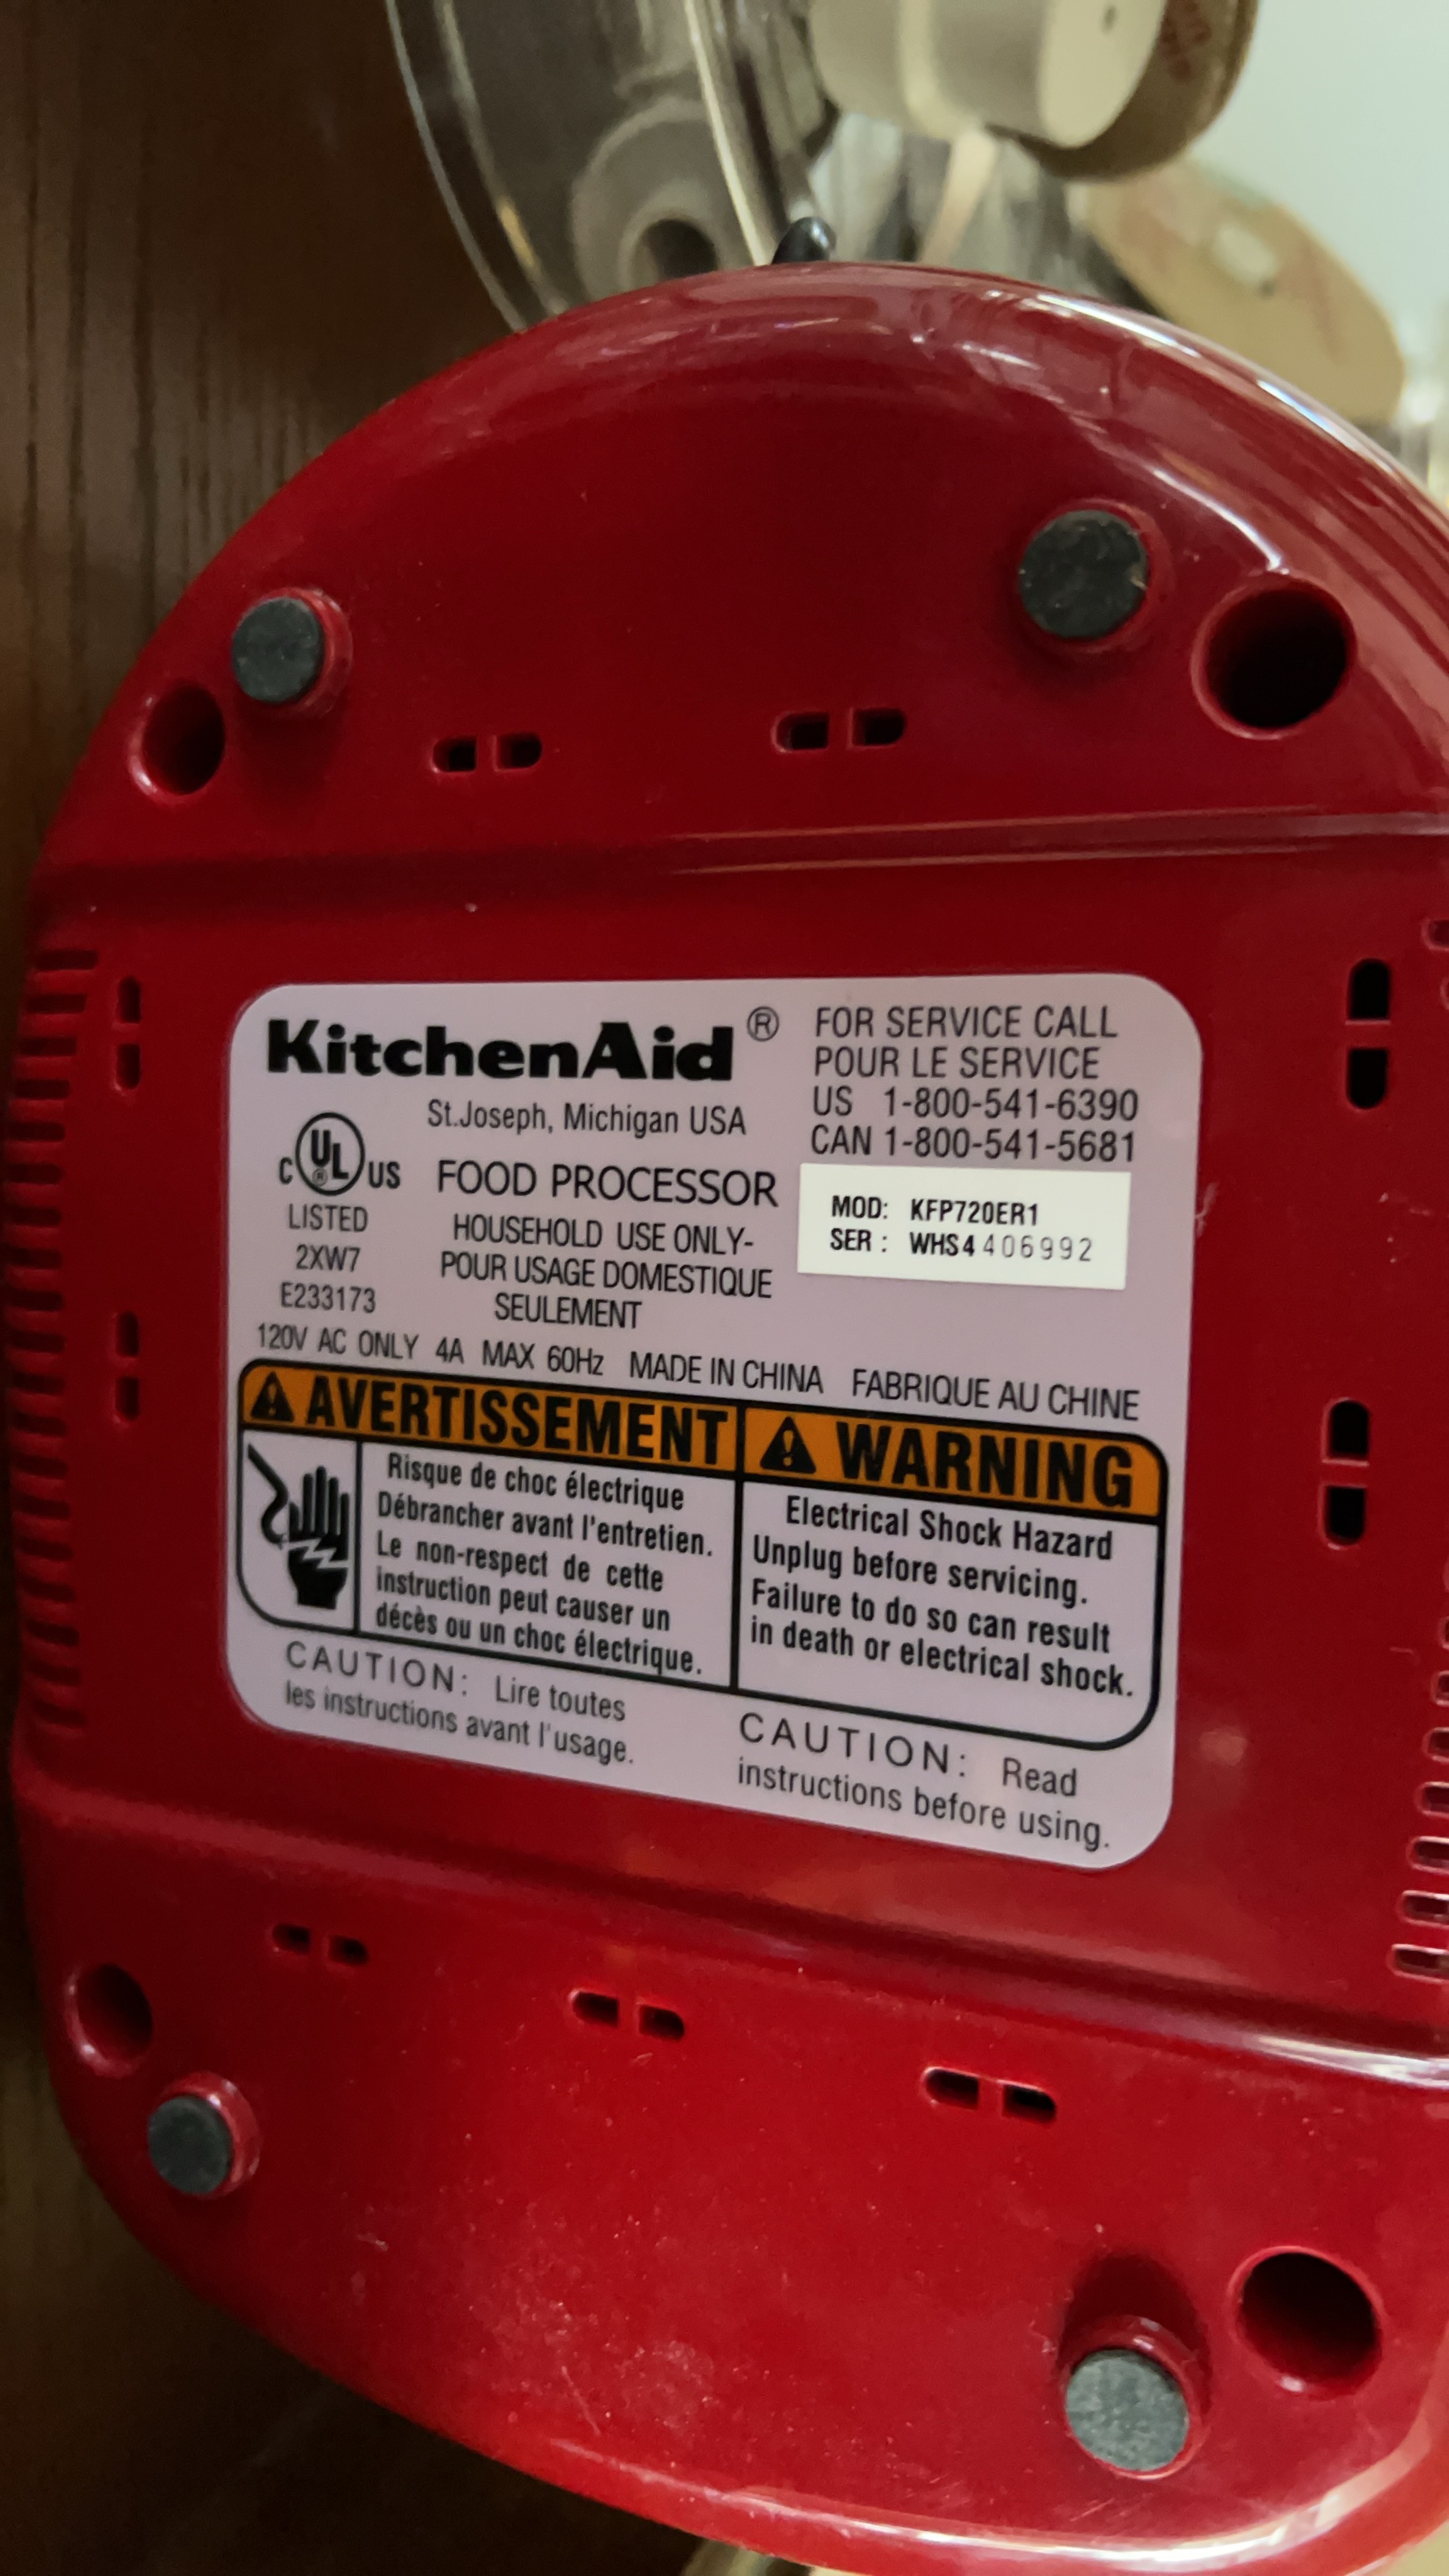 KitchenAid®
St.Joseph, Michigan USA
FOR SERVICE CALL
POUR LE SERVICE
US 1-800-541-6390
CAN 1-800-541-5681
C UL® US
LISTED
2XW7
E233173
FOOD PROCESSOR
HOUSEHOLD USE ONLY-
POUR USAGE DOMESTIQUE
SEULEMENT
MOD: KFP720ER1
SER : WHS4406992
120V AC ONLY 4A MAX 60Hz MADE IN CHINA FABRIQUE AU CHINE
AVERTISSEMENT
Risque de choc électrique
Débrancher avant l'entretien.
Le non-respect de cette
instruction peut causer un
décès ou un choc électrique.
WARNING
Electrical Shock Hazard
Unplug before servicing.
Failure to do so can result
in death or electrical shock.
CAUTION: Lire toutes
les instructions avant l'usage.
CAUTION: Read
instructions before using.